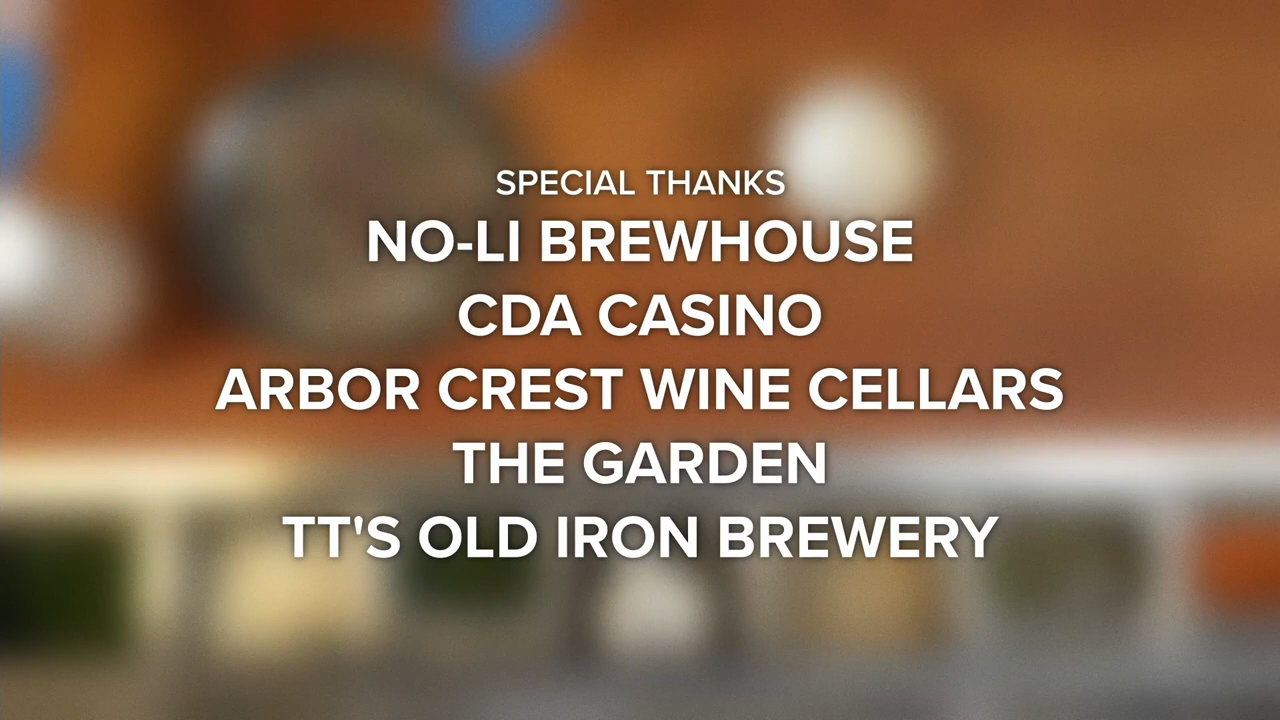 SPECIAL THANKS
NO-LI BREWHOUSE
CDA CASINO
ARBOR CREST WINE CELLARS
THE GARDEN
TT'S OLD IRON BREWERY